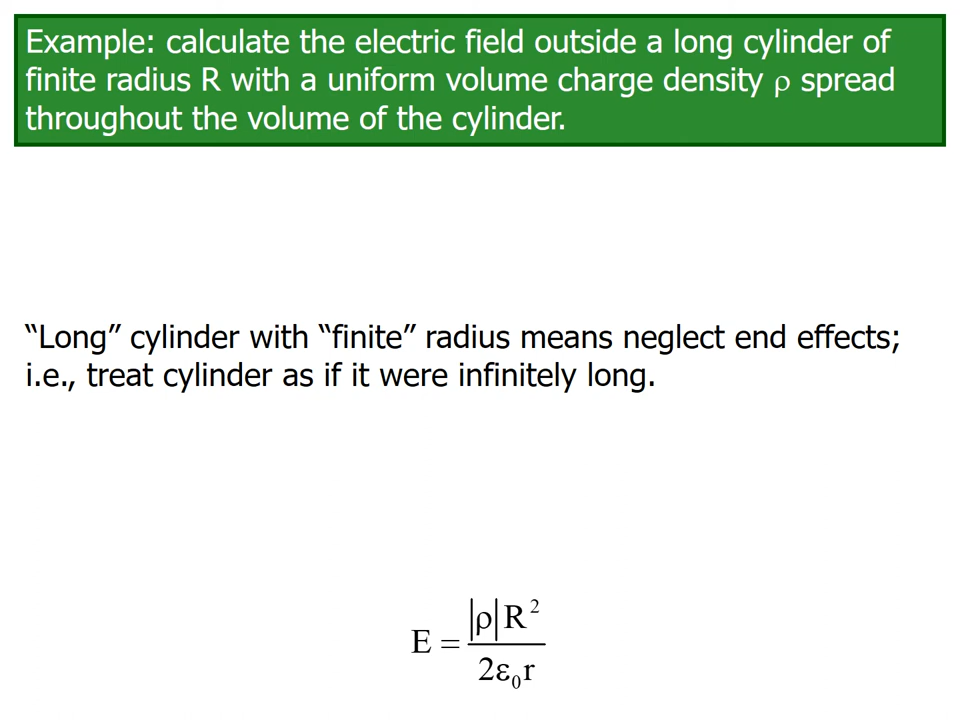 Example: calculate the electric field outside a long cylinder of
finite radius R with a uniform volume charge density ρ spread
throughout the volume of the cylinder.
“Long” cylinder with “finite” radius means neglect end effects;
i.e., treat cylinder as if it were infinitely long.
E = |ρ| R² / 2ε₀r